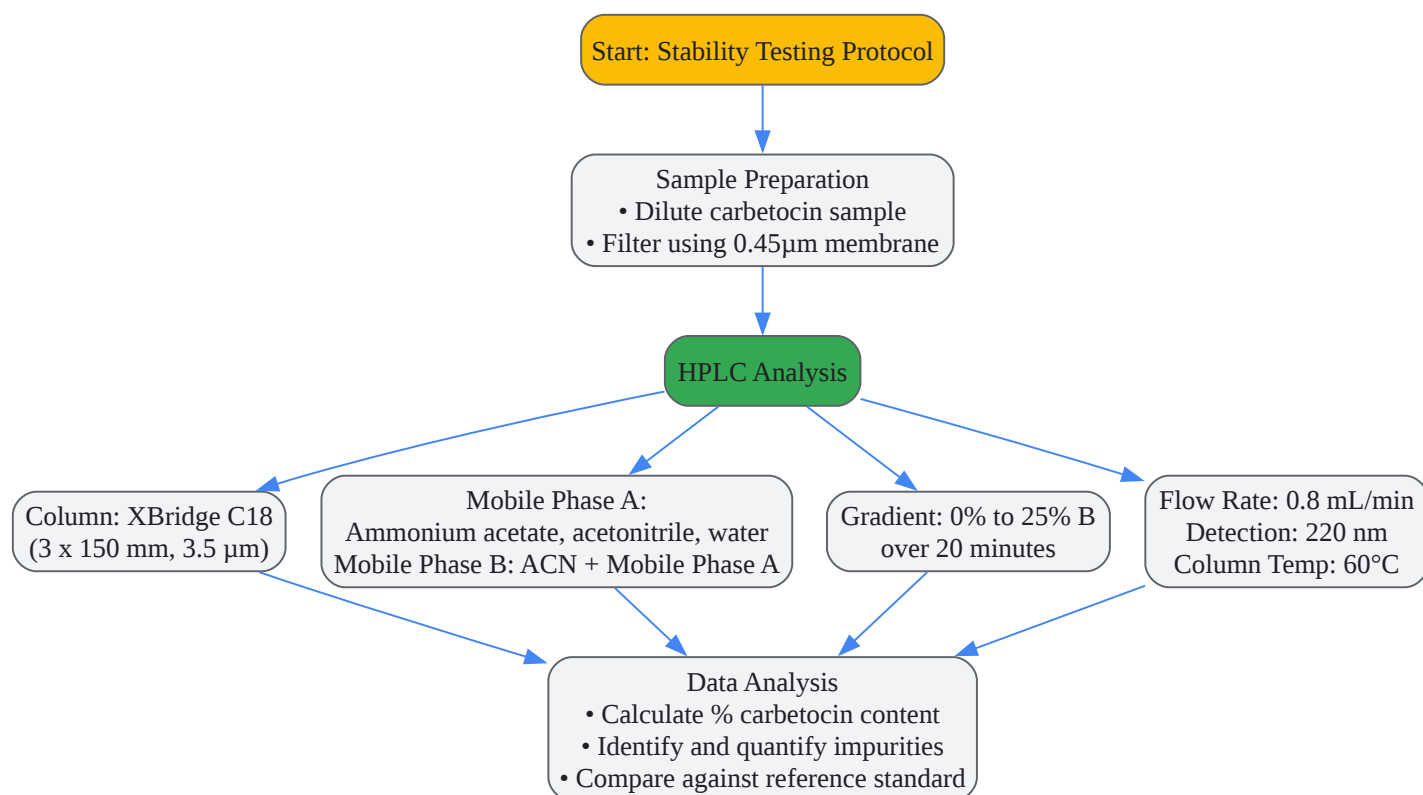 Start: Stability Testing Protocol
Sample Preparation
• Dilute carbetocin sample
• Filter using 0.45µm membrane
HPLC Analysis
Column: XBridge C18
(3 x 150 mm, 3.5 µm)
Mobile Phase A:
Ammonium acetate, acetonitrile, water
Mobile Phase B: ACN + Mobile Phase A
Gradient: 0% to 25% B
over 20 minutes
Flow Rate: 0.8 mL/min
Detection: 220 nm
Column Temp: 60°C
Data Analysis
• Calculate % carbetocin content
• Identify and quantify impurities
• Compare against reference standard